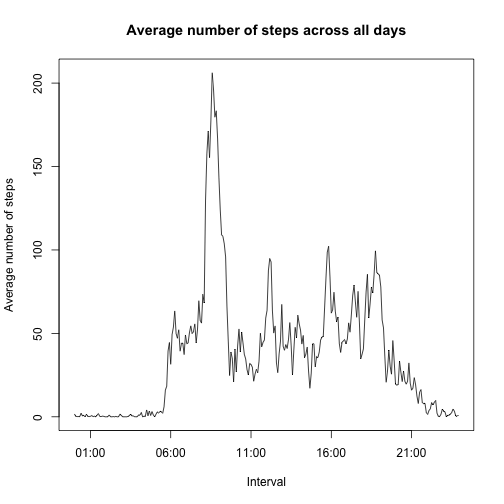 Average number of steps across all days
Average number of steps
200
150
100
50
0
01:00 06:00 11:00 16:00 21:00
Interval